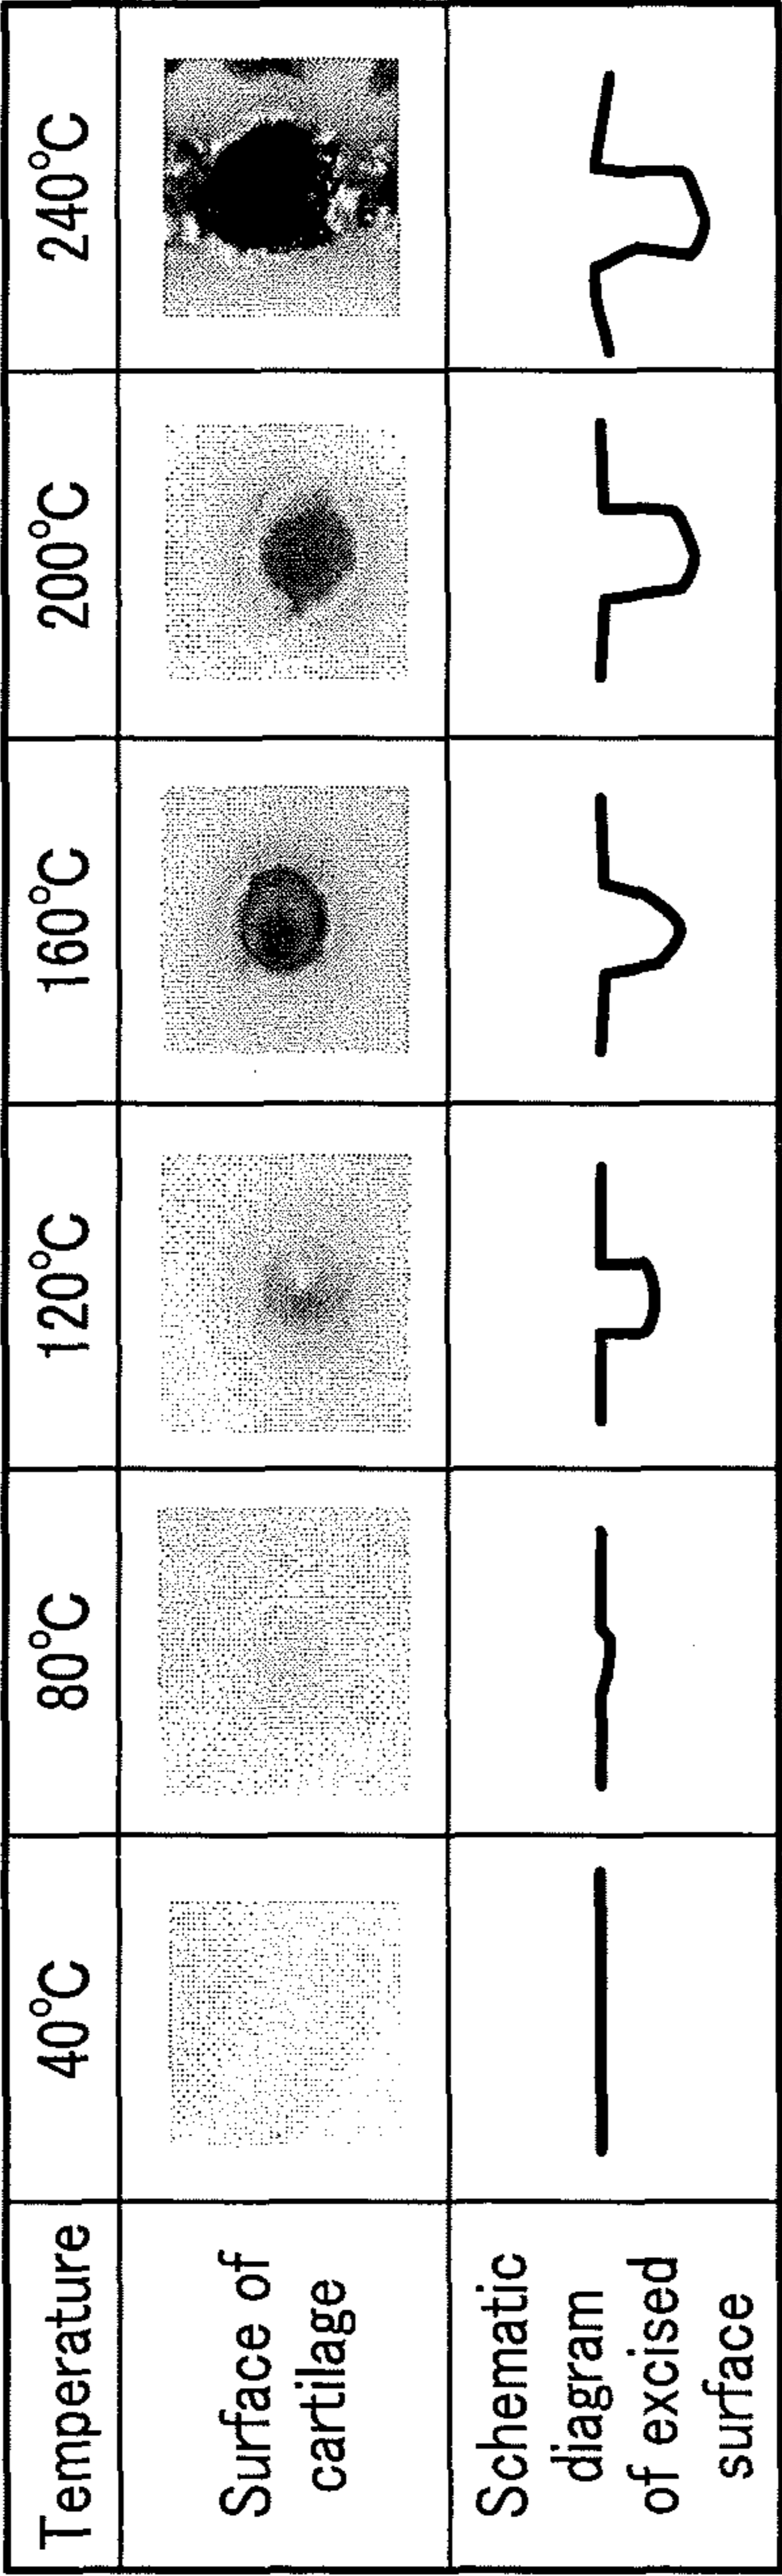 Temperature
40°C
80°C
120°C
160°C
200°C
240°C
Surface of
cartilage
Schematic
diagram
of excised
surface